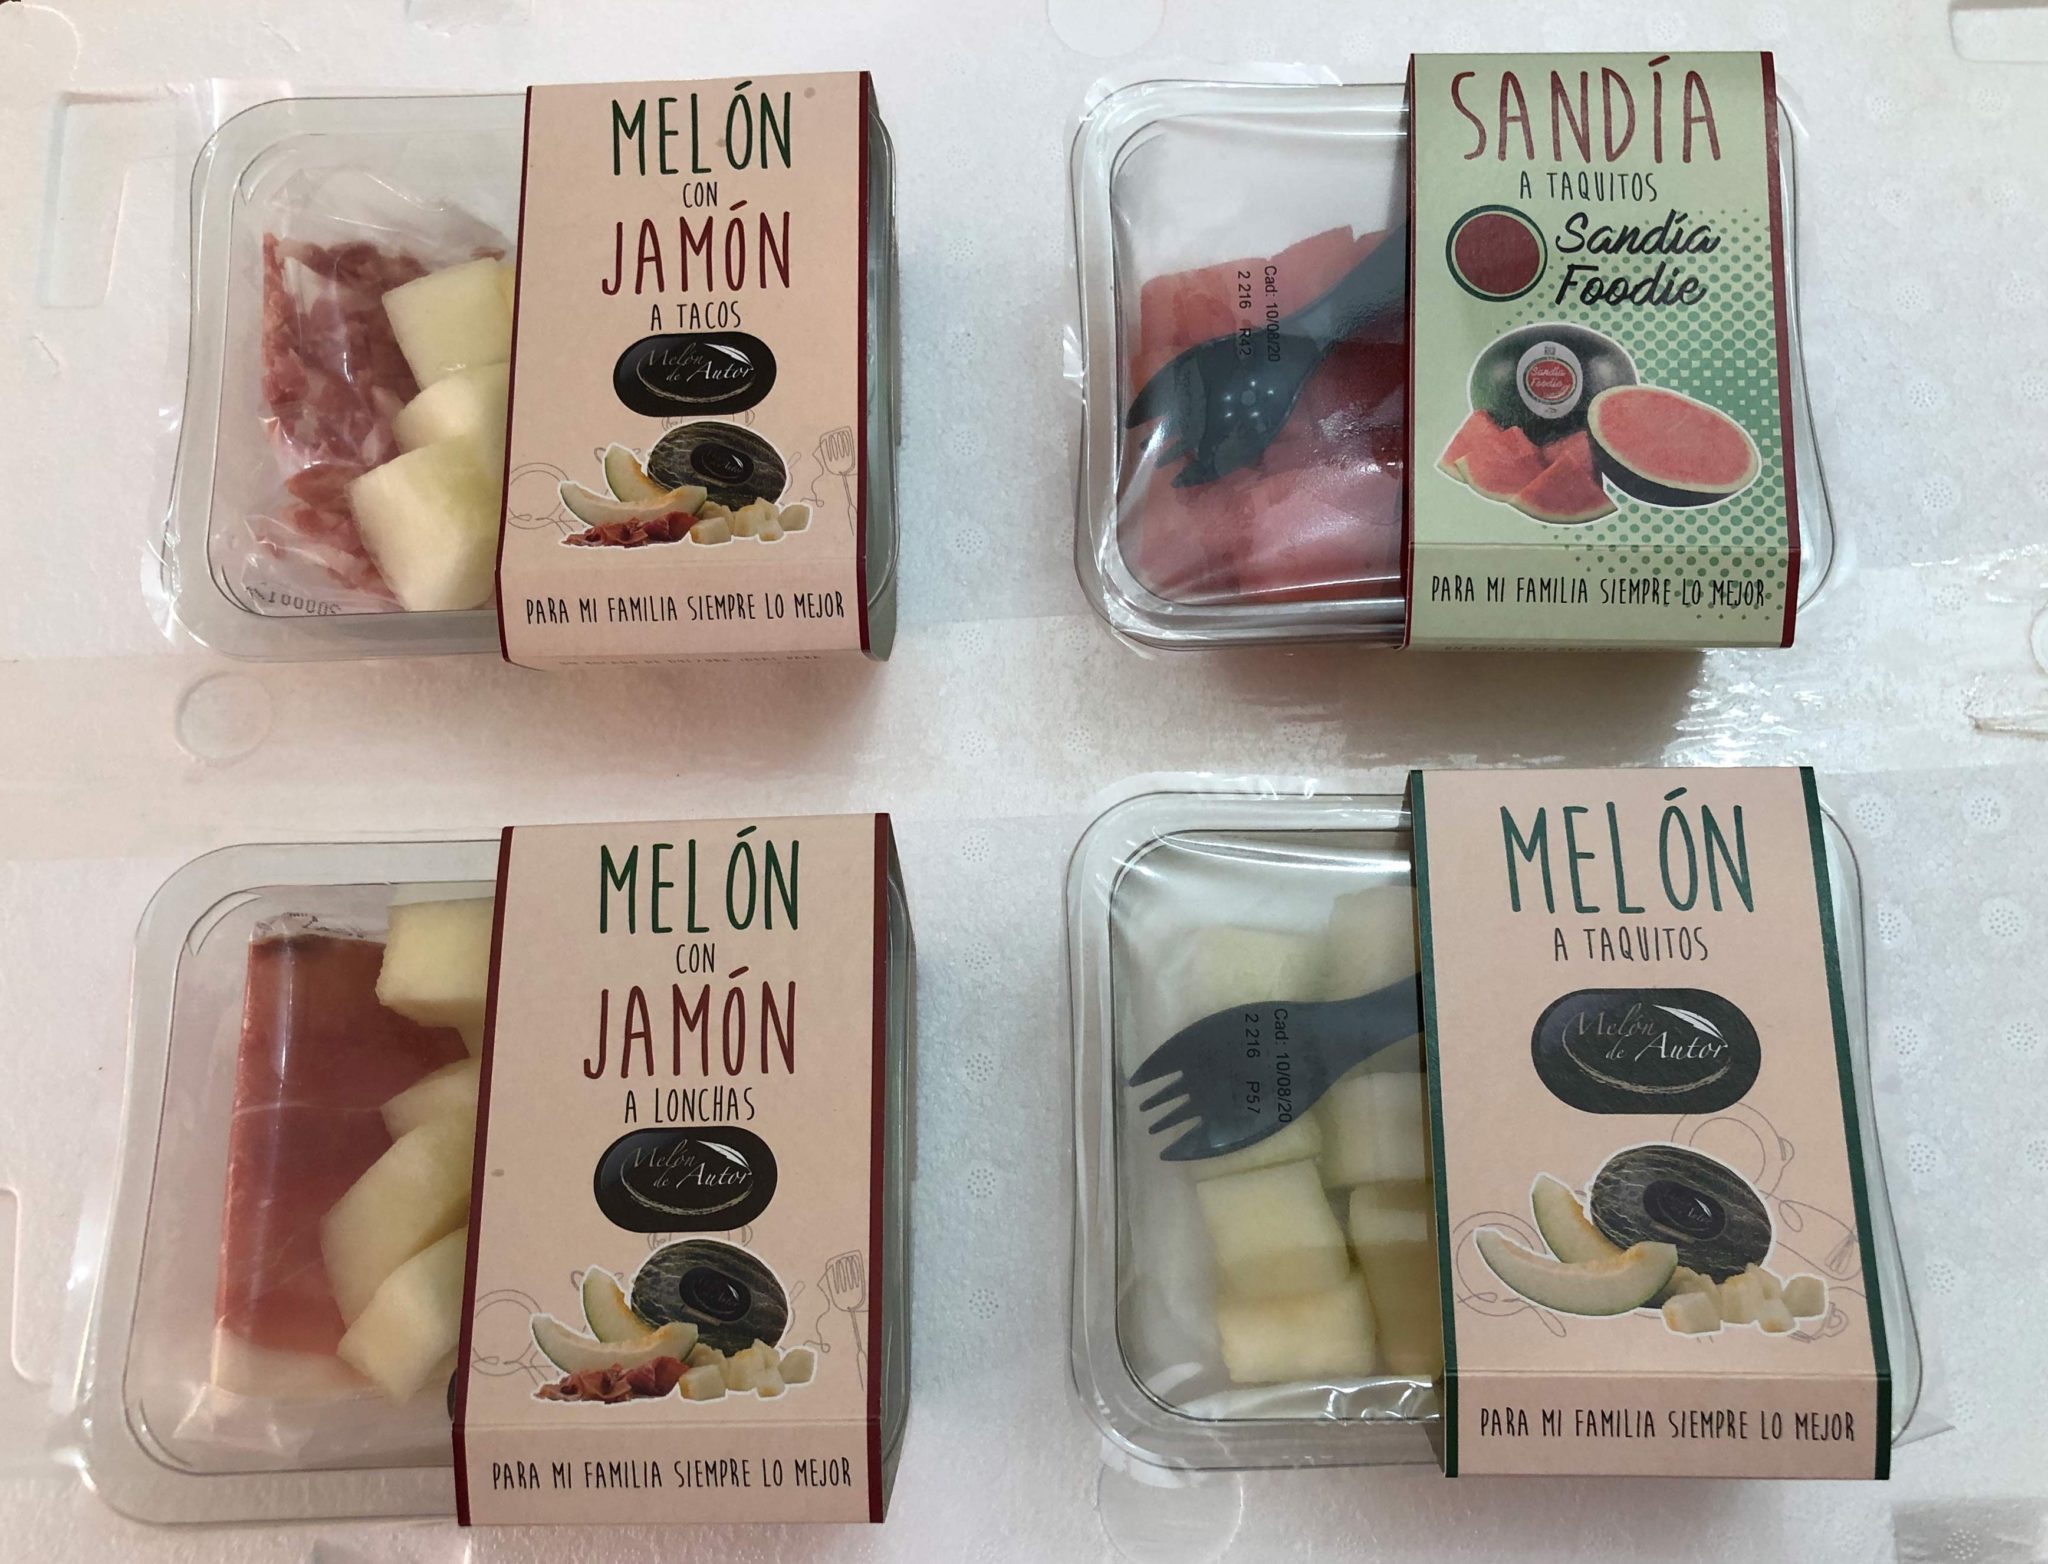 MELÓN
CON
JAMÓN
A TACOS
Melón
de Autor
PARA MI FAMILIA SIEMPRE LO MEJOR
SANDÍA
A TAQUITOS
Sandía
Foodie
Sandía
Foodie
PARA MI FAMILIA SIEMPRE LO MEJOR
Cad: 10/08/20
2 216 R42
MELÓN
CON
JAMÓN
A LONCHAS
Melón
de Autor
PARA MI FAMILIA SIEMPRE LO MEJOR
MELÓN
A TAQUITOS
Melón
de Autor
PARA MI FAMILIA SIEMPRE LO MEJOR
Cad: 10/08/20
2 216 P57